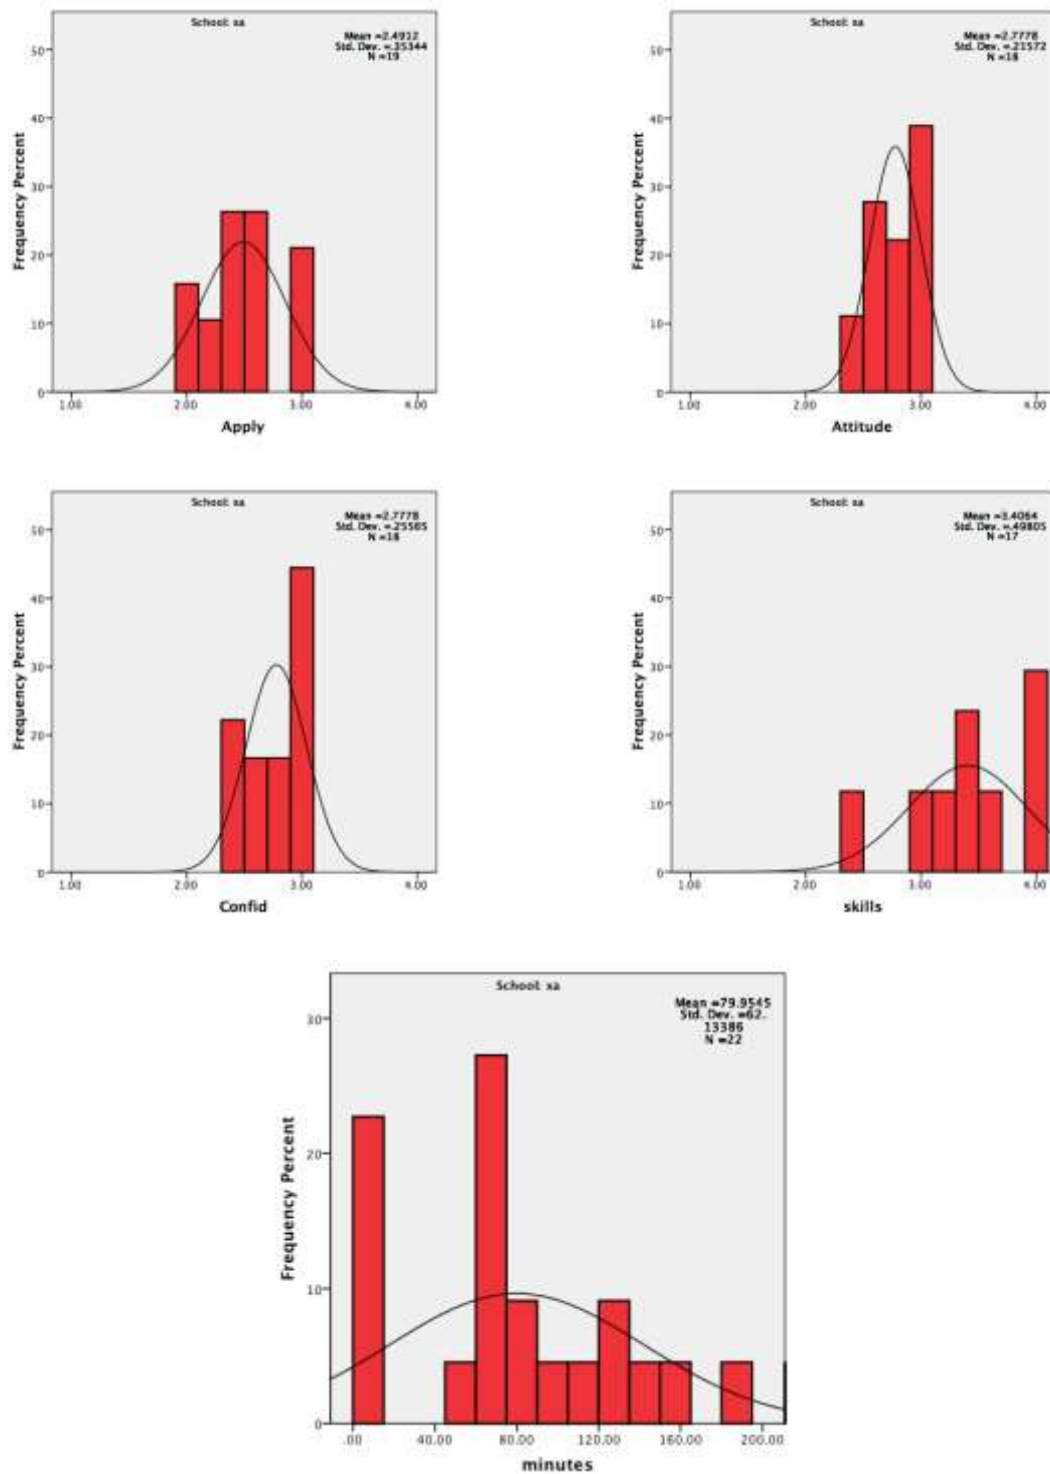 School: xa
Mean =2.4912
Std. Dev. =.35344
N =19
50
40
30
20
10
0
Frequency Percent
1.00 2.00 3.00 4.00
Apply
School: xa
Mean =2.7778
Std. Dev. =.21572
N =18
50
40
30
20
10
0
Frequency Percent
1.00 2.00 3.00 4.00
Attitude
School: xa
Mean =2.7778
Std. Dev. =.25565
N =18
50
40
30
20
10
0
Frequency Percent
1.00 2.00 3.00 4.00
Confid
School: xa
Mean =3.4064
Std. Dev. =.49805
N =17
50
40
30
20
10
0
Frequency Percent
1.00 2.00 3.00 4.00
skills
School: xa
Mean =79.9545
Std. Dev. =62.
13386
N =22
30
20
10
0
Frequency Percent
.00 40.00 80.00 120.00 160.00 200.00
minutes